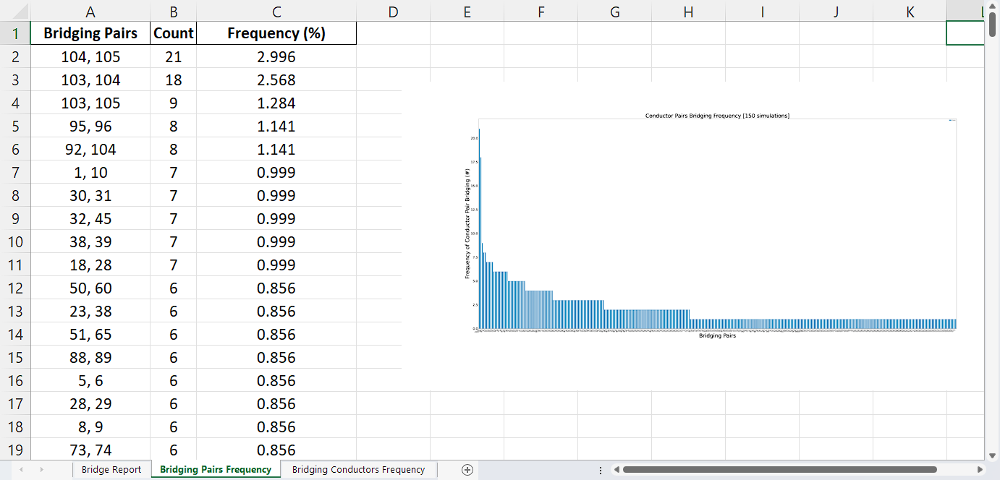 A B C D E F G H I J K L
1 Bridging Pairs Count Frequency (%)
2 104, 105 21 2.996
3 103, 104 18 2.568
4 103, 105 9 1.284
5 95, 96 8 1.141
6 92, 104 8 1.141
7 1, 10 7 0.999
8 30, 31 7 0.999
9 32, 45 7 0.999
10 38, 39 7 0.999
11 18, 28 7 0.999
12 50, 60 6 0.856
13 23, 38 6 0.856
14 51, 65 6 0.856
15 88, 89 6 0.856
16 5, 6 6 0.856
17 28, 29 6 0.856
18 8, 9 6 0.856
19 73, 74 6 0.856
Conductor Pairs Bridging Frequency [150 simulations]
Frequency of Conductor Pair Bridging (#)
20.0
17.5
15.0
12.5
10.0
7.5
5.0
2.5
0.0
Bridging Pairs
Bridge Report Bridging Pairs Frequency Bridging Conductors Frequency